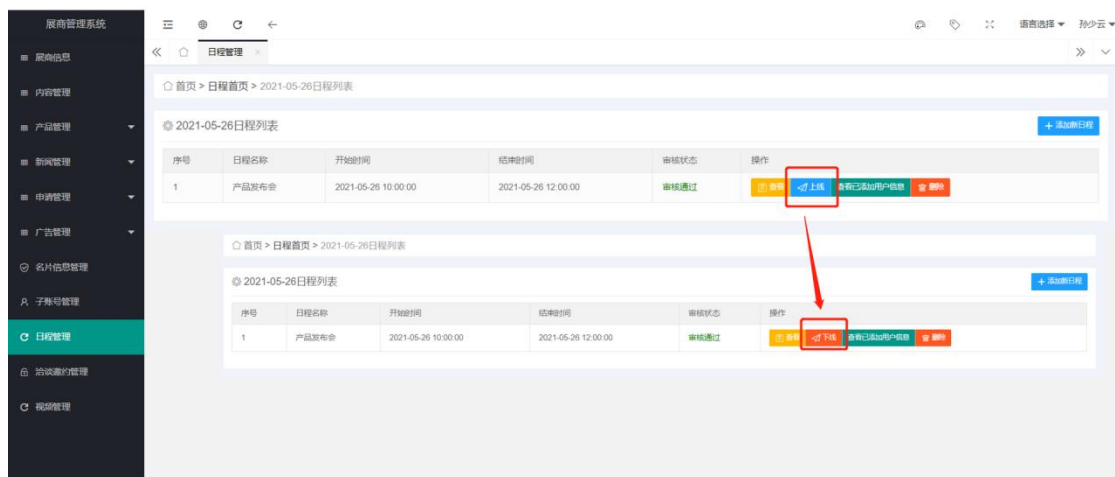 展商管理系统
语言选择 孙少云
日程管理
展商信息
内容管理
产品管理
新闻管理
申请管理
广告管理
名片信息管理
子账号管理
日程管理
洽谈邀约管理
视频管理
首页 > 日程首页 > 2021-05-26日程列表
2021-05-26日程列表
添加新日程
序号 日程名称 开始时间 结束时间 审核状态 操作
1 产品发布会 2021-05-26 10:00:00 2021-05-26 12:00:00 审核通过 查看 上线 查看已添加用户信息 删除
首页 > 日程首页 > 2021-05-26日程列表
2021-05-26日程列表
添加新日程
序号 日程名称 开始时间 结束时间 审核状态 操作
1 产品发布会 2021-05-26 10:00:00 2021-05-26 12:00:00 审核通过 查看 下线 查看已添加用户信息 删除